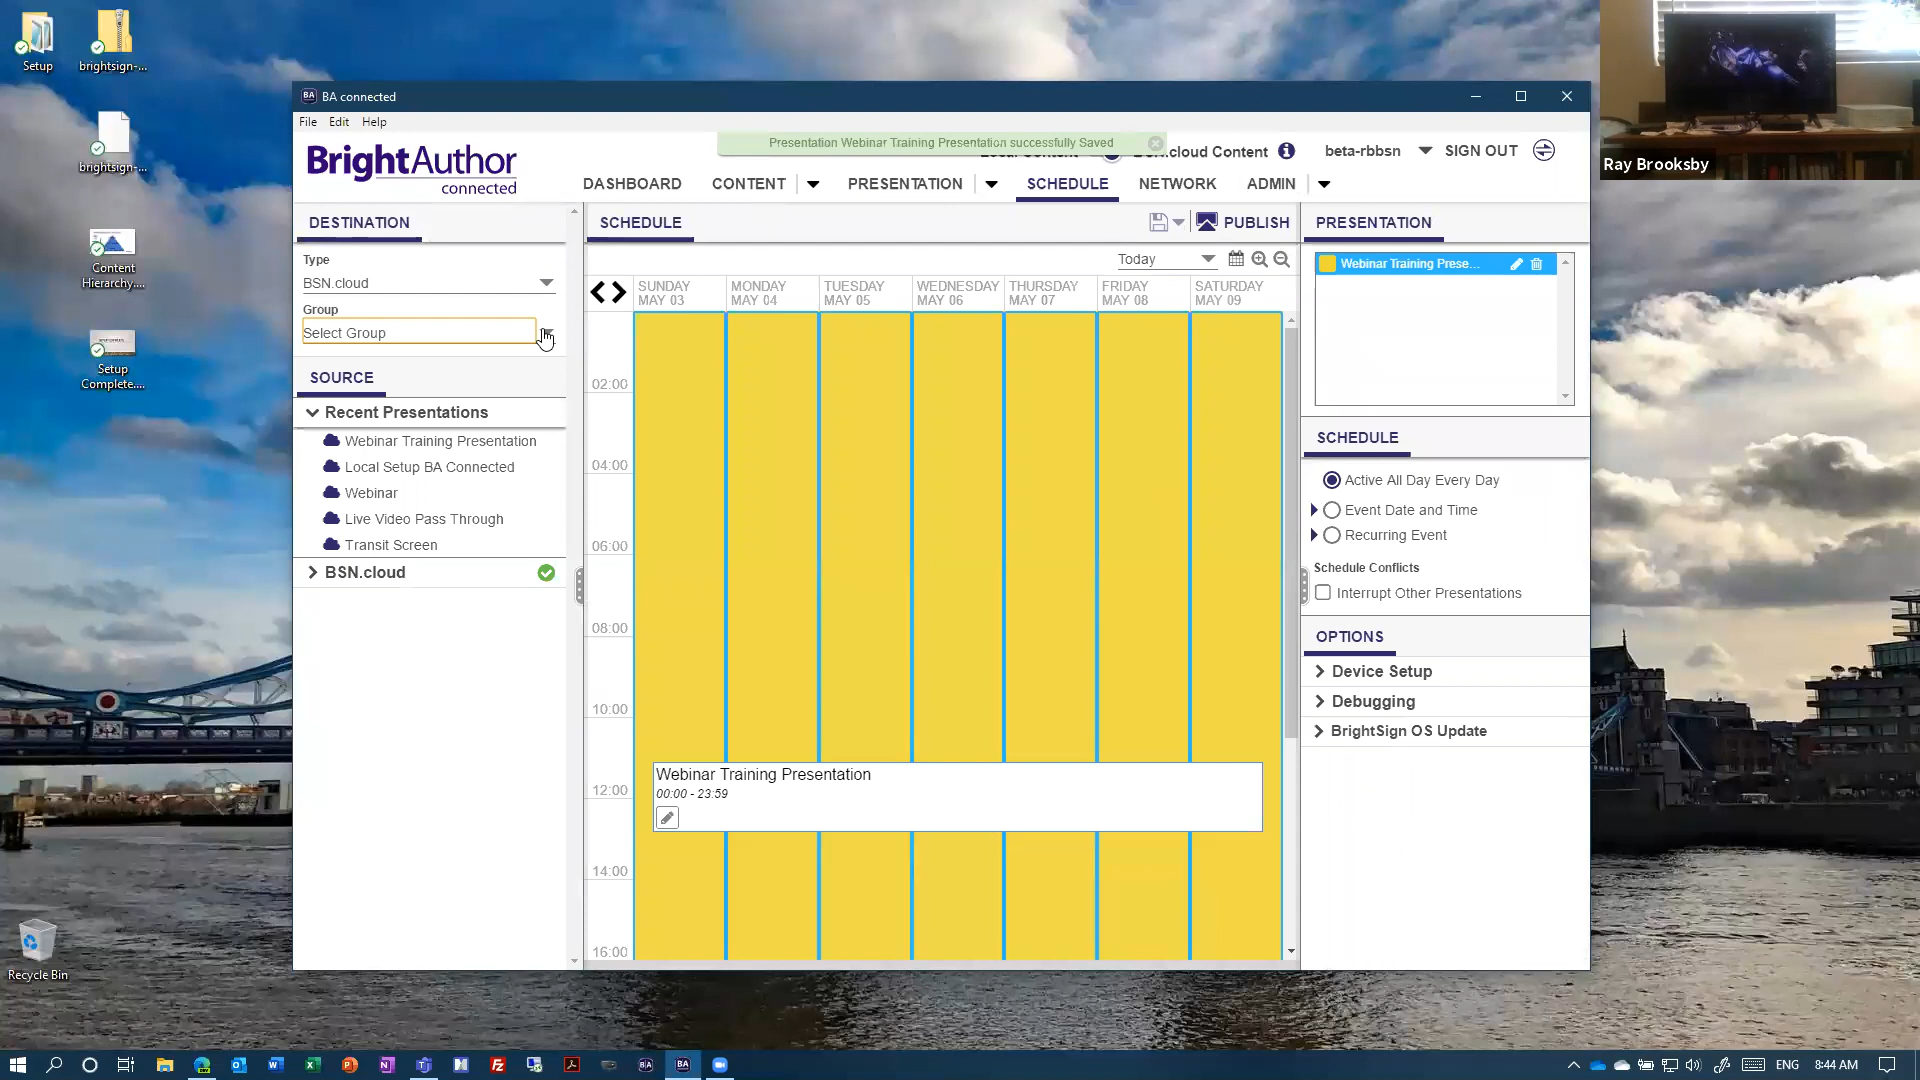 Setup
brightsign-...
brightsign-...
Content
Hierarchy....
Setup
Complete....
Recycle Bin
BA connected
File Edit Help
BrightAuthor
connected
Presentation Webinar Training Presentation successfully Saved
Local Content BSN.cloud Content beta-rbbsn SIGN OUT
DASHBOARD CONTENT PRESENTATION SCHEDULE NETWORK ADMIN
DESTINATION
Type
BSN.cloud
Group
Select Group
SOURCE
Recent Presentations
Webinar Training Presentation
Local Setup BA Connected
Webinar
Live Video Pass Through
Transit Screen
BSN.cloud
SCHEDULE PUBLISH
Today
SUNDAY MONDAY TUESDAY WEDNESDAY THURSDAY FRIDAY SATURDAY
MAY 03 MAY 04 MAY 05 MAY 06 MAY 07 MAY 08 MAY 09
02:00
04:00
06:00
08:00
10:00
12:00
14:00
16:00
Webinar Training Presentation
00:00 - 23:59
PRESENTATION
Webinar Training Prese...
SCHEDULE
Active All Day Every Day
Event Date and Time
Recurring Event
Schedule Conflicts
Interrupt Other Presentations
OPTIONS
Device Setup
Debugging
BrightSign OS Update
Ray Brooksby
ENG 8:44 AM